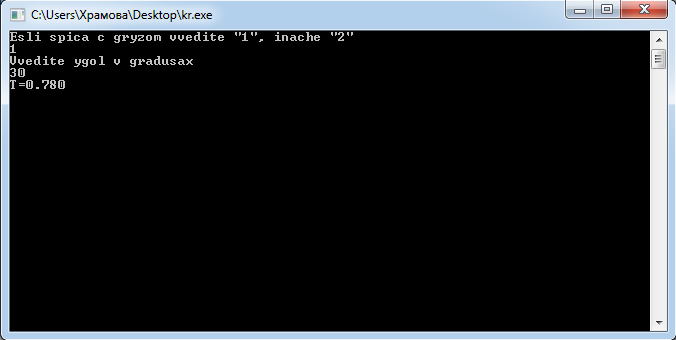 C:\Users\Храмова\Desktop\kr.exe
Esli spica c gryzom vvedite "1", inache "2"
1
Vvedite ygol v gradusax
30
T=0.780